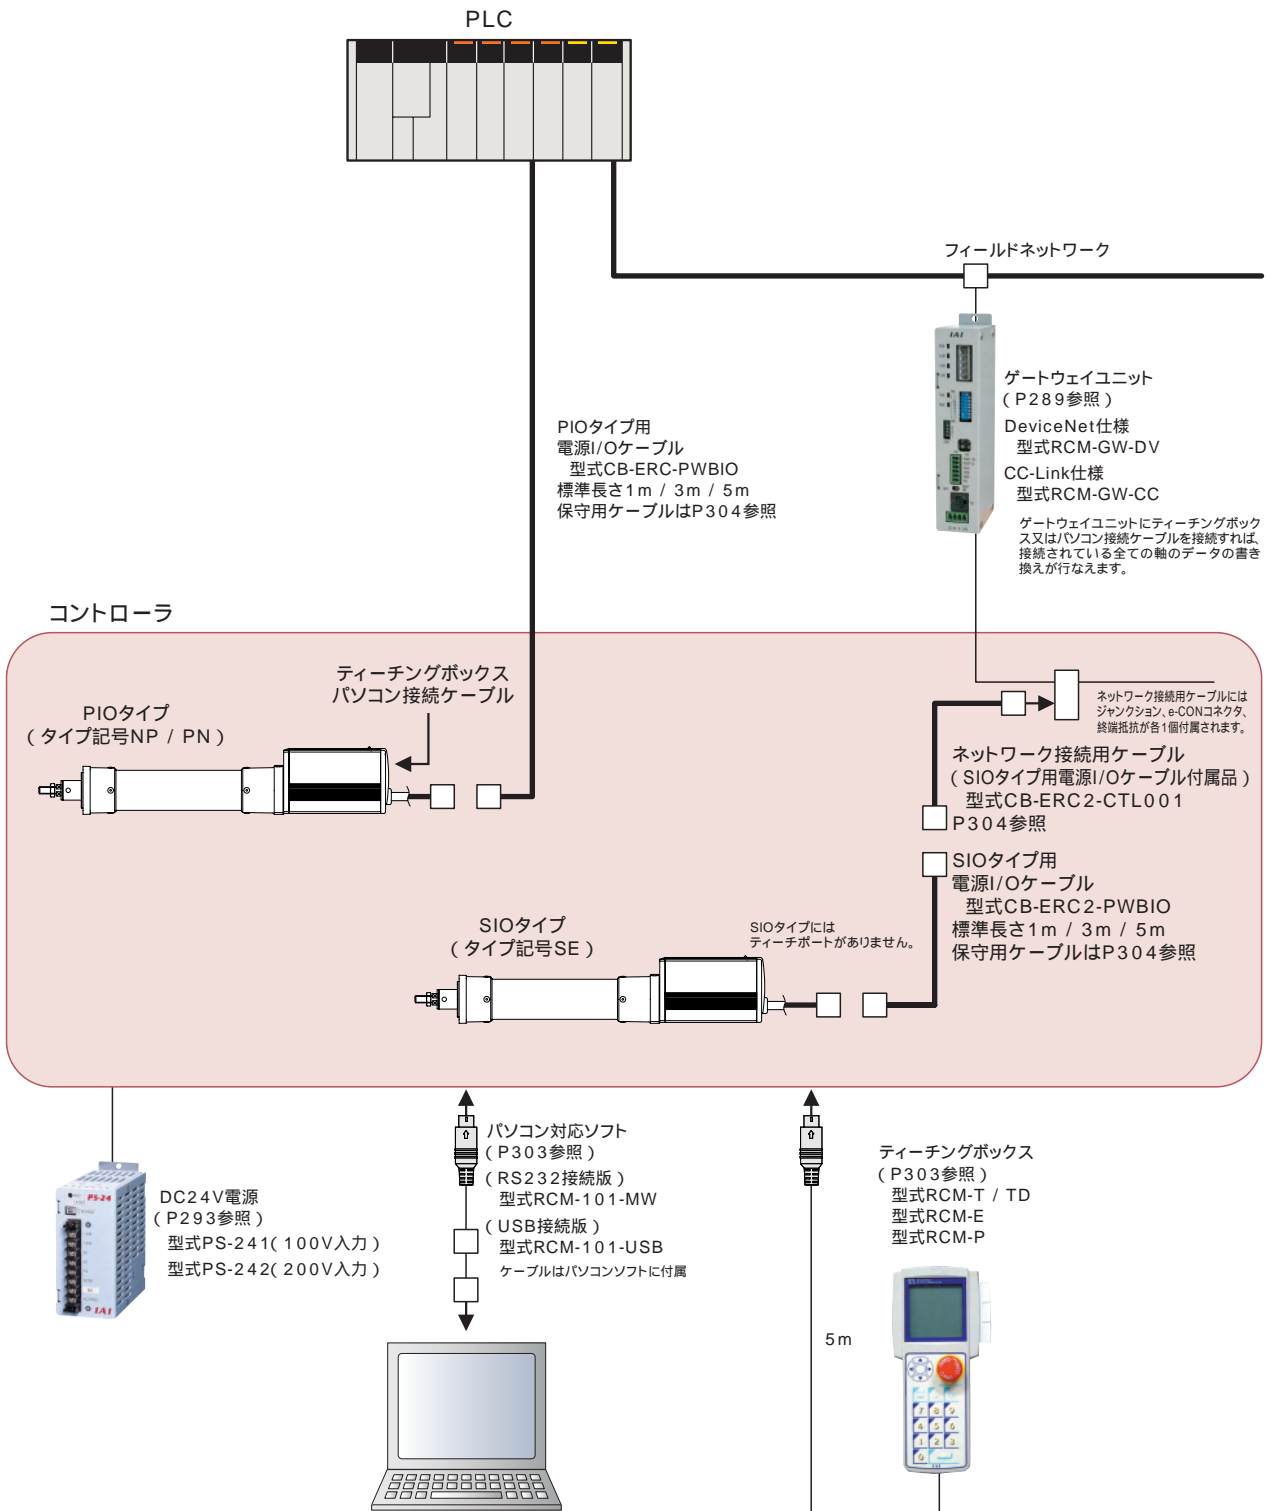 PLC
フィールドネットワーク
IAI
ゲートウェイユニット
(P289参照)
DeviceNet仕様
型式RCM-GW-DV
CC-Link仕様
型式RCM-GW-CC
ゲートウェイユニットにティーチングボック
ス又はパソコン接続ケーブルを接続すれば、
接続されている全ての軸のデータの書き
換えが行なえます。
PIOタイプ用
電源I/Oケーブル
型式CB-ERC-PWBIO
標準長さ1m / 3m / 5m
保守用ケーブルはP304参照
コントローラ
ティーチングボックス
パソコン接続ケーブル
PIOタイプ
(タイプ記号NP / PN)
ネットワーク接続用ケーブルには
ジャンクション、e-CONコネクタ、
終端抵抗が各1個付属されます。
ネットワーク接続用ケーブル
(SIOタイプ用電源I/Oケーブル付属品)
型式CB-ERC2-CTL001
P304参照
SIOタイプ用
電源I/Oケーブル
型式CB-ERC2-PWBIO
標準長さ1m / 3m / 5m
保守用ケーブルはP304参照
SIOタイプ
(タイプ記号SE)
SIOタイプには
ティーチポートがありません。
PS-24
IAI
DC24V電源
(P293参照)
型式PS-241(100V入力)
型式PS-242(200V入力)
パソコン対応ソフト
(P303参照)
(RS232接続版)
型式RCM-101-MW
(USB接続版)
型式RCM-101-USB
ケーブルはパソコンソフトに付属
ティーチングボックス
(P303参照)
型式RCM-T / TD
型式RCM-E
型式RCM-P
5m
7 8 9
4 5 6
1 2 3
0